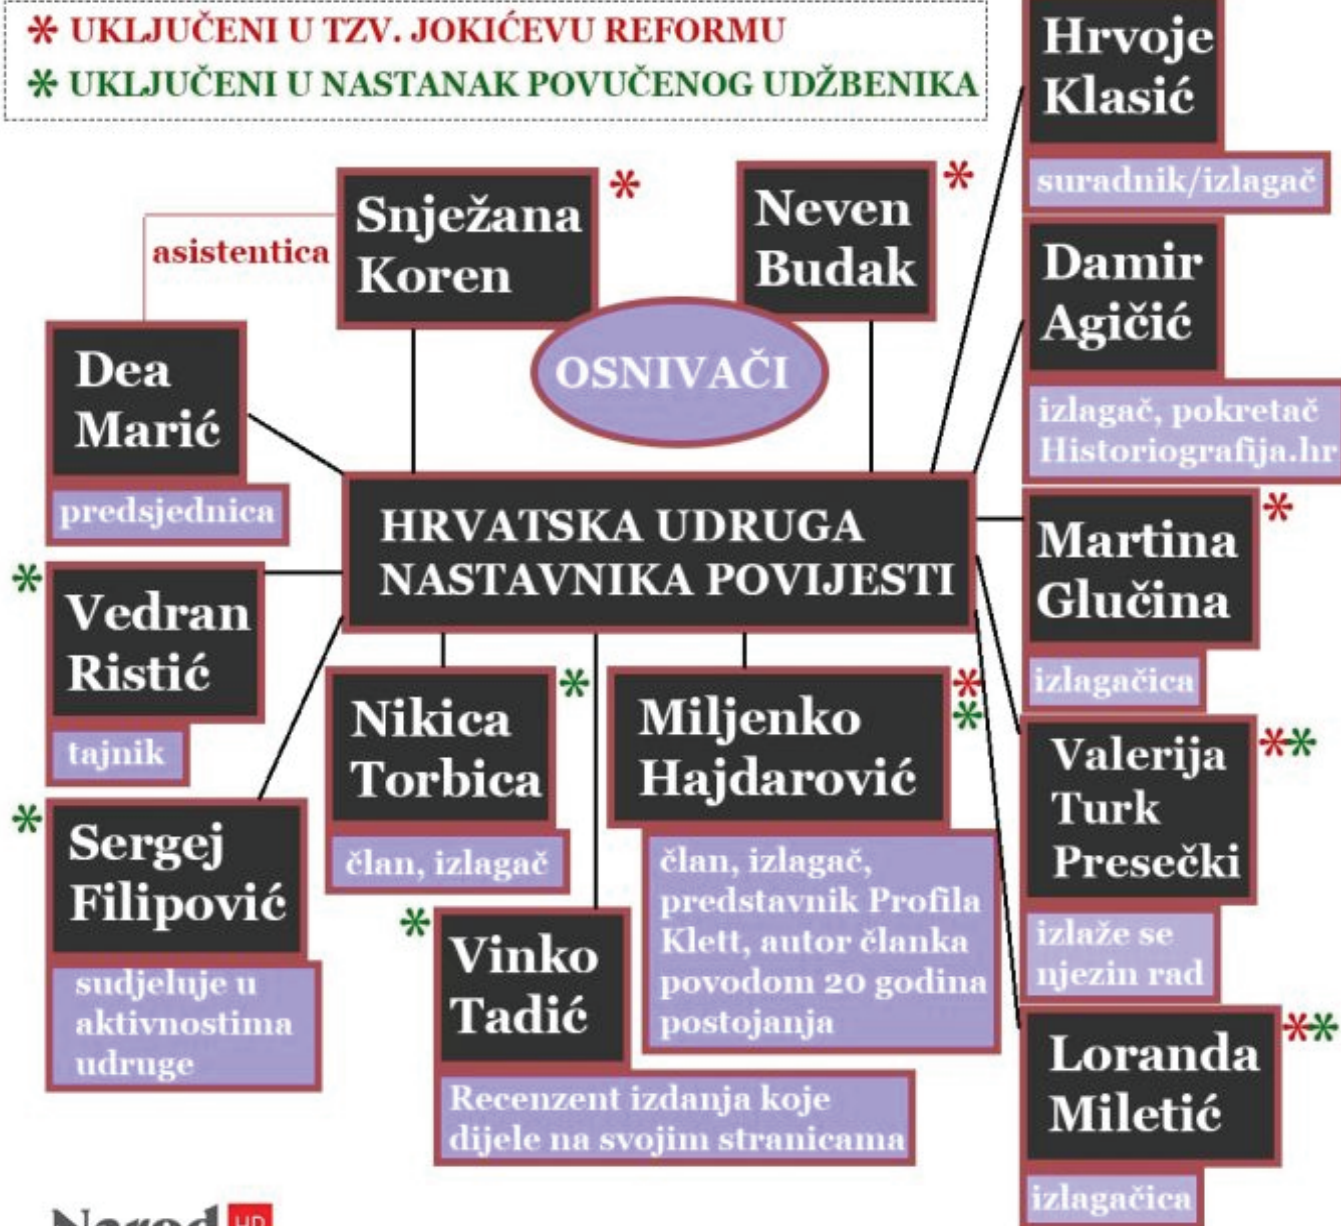 * UKLJUČENI U TZV. JOKIĆEVU REFORMU
* UKLJUČENI U NASTANAK POVUČENOG UDŽBENIKA
Hrvoje
Klasić
suradnik/izlagač
Snježana
Koren
*
Neven
Budak
*
asistentica
OSNIVAČI
Damir
Agičić
izlagač, pokretač
Historiografija.hr
Dea
Marić
predsjednica
HRVATSKA UDRUGA
NASTAVNIKA POVIJESTI
Martina
Glučina
*
izlagačica
*
Vedran
Ristić
tajnik
Nikica
Torbica
*
član, izlagač
Miljenko
Hajdarović
*
*
član, izlagač,
predstavnik Profila
Klett, autor članka
povodom 20 godina
postojanja
Valerija
Turk
Presečki
**
izlaže se
njezin rad
*
Sergej
Filipović
sudjeluje u
aktivnostima
udruge
*
Vinko
Tadić
Recenzent izdanja koje
dijele na svojim stranicama
Loranda
Miletić
**
izlagačica
Narod HR